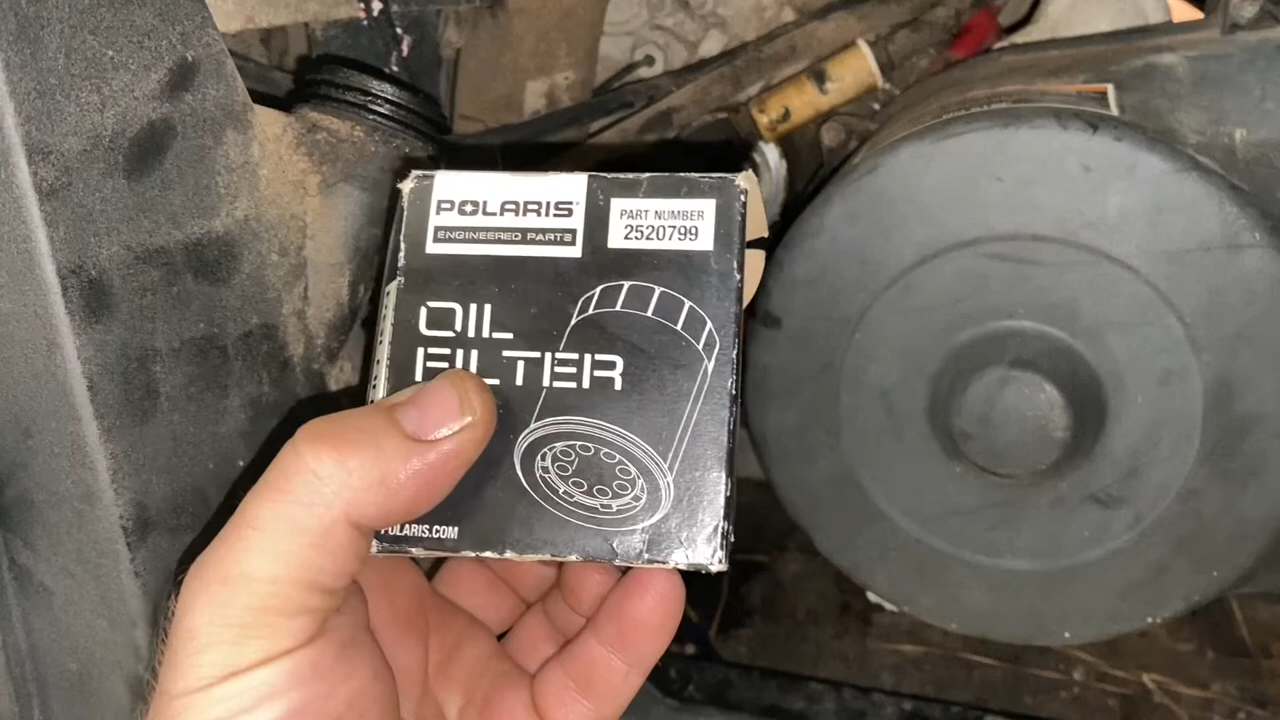 POLARIS®
ENGINEERED PARTS
PART NUMBER
2520799
OIL
FILTER
POLARIS.COM